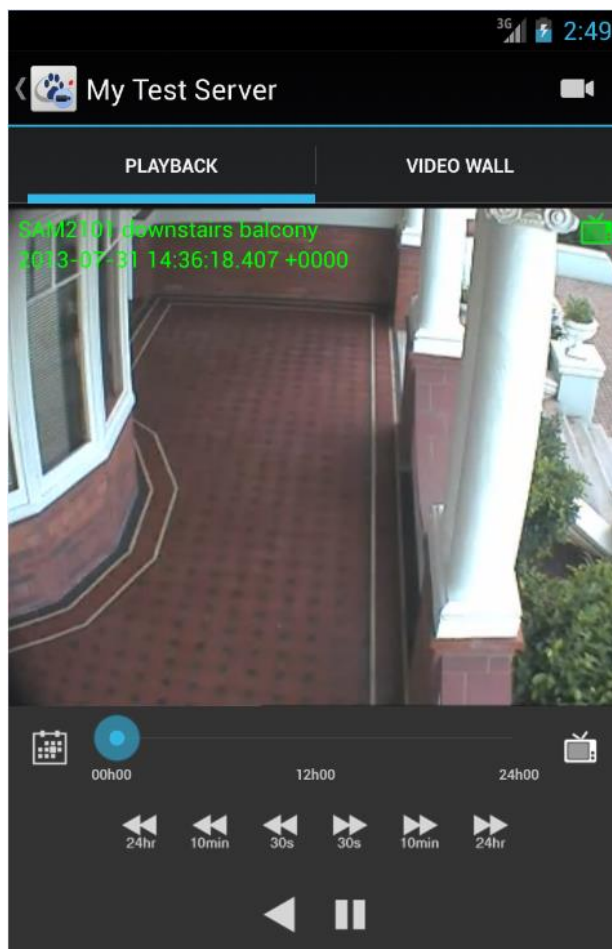 3G 2:49
My Test Server
PLAYBACK VIDEO WALL
SAM2101 downstairs balcony
2013-07-31 14:36:18.407 +0000
00h00 12h00 24h00
24hr 10min 30s 30s 10min 24hr